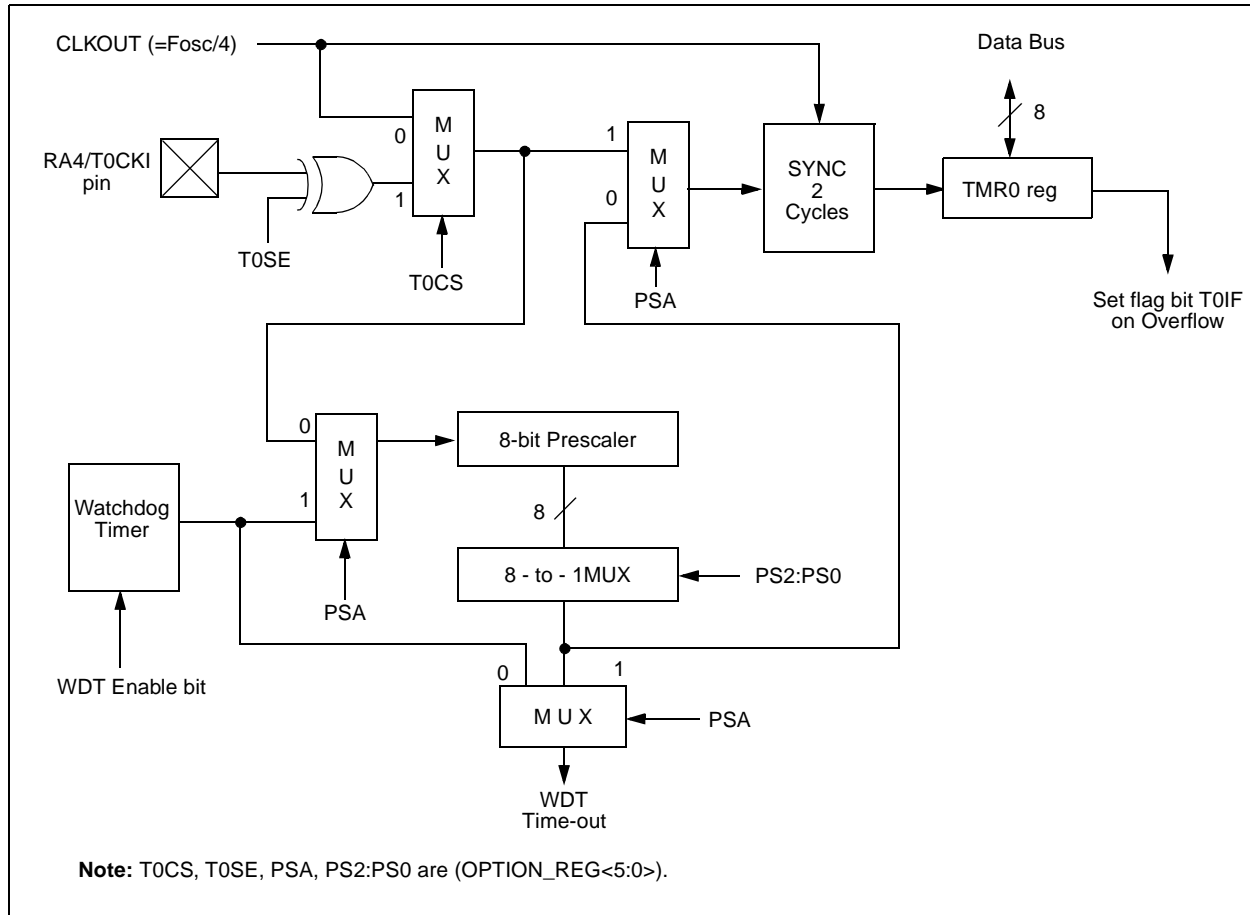 CLKOUT (=Fosc/4)
Data Bus
8
RA4/T0CKI
pin
T0SE
0
1
M
U
X
T0CS
1
0
M
U
X
PSA
SYNC
2
Cycles
TMR0 reg
Set flag bit T0IF
on Overflow
0
1
M
U
X
PSA
8-bit Prescaler
8
8 - to - 1MUX
PS2:PS0
Watchdog
Timer
WDT Enable bit
0
1
M U X
PSA
WDT
Time-out
Note: T0CS, T0SE, PSA, PS2:PS0 are (OPTION_REG<5:0>).